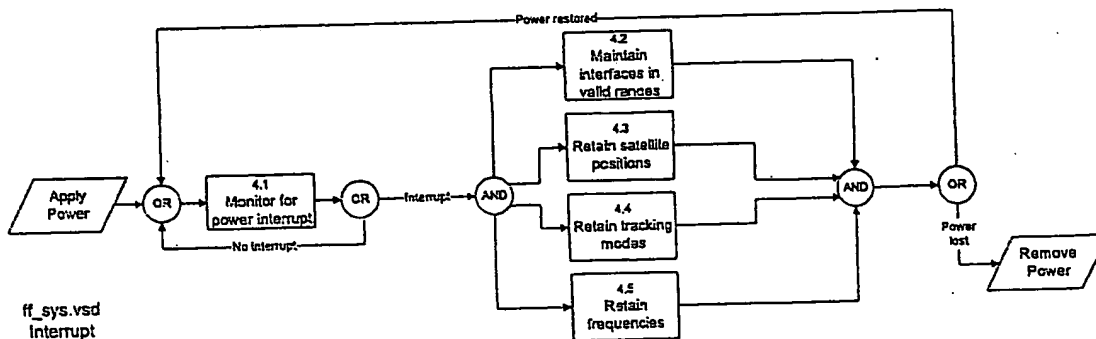 Power restored
4.2
Maintain
interfaces in
valid ranges
4.3
Retain satellite
positions
Apply
Power
OR
4.1
Monitor for
power interrupt
OR
Interrupt
AND
AND
OR
4.4
Retain tracking
modes
No Interrupt
Power
lost
Remove
Power
4.5
Retain
frequencies
ff_sys.vsd
Interrupt